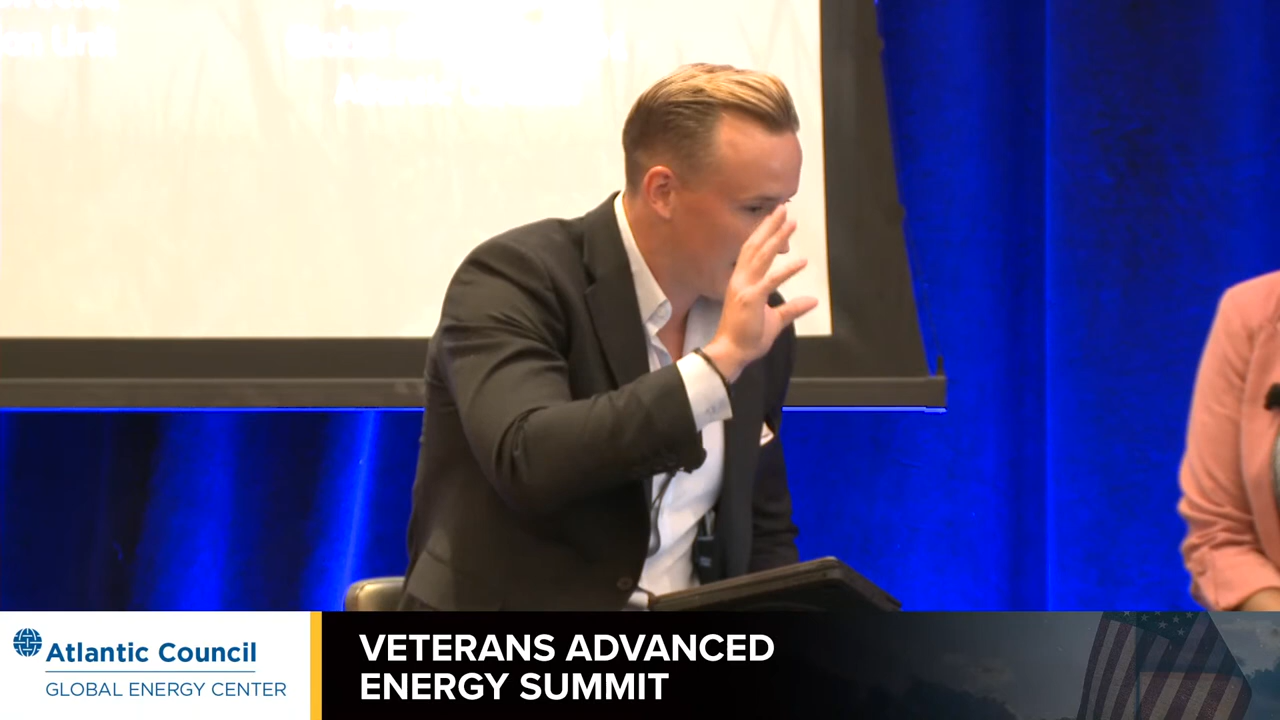 Atlantic Council
GLOBAL ENERGY CENTER
VETERANS ADVANCED
ENERGY SUMMIT